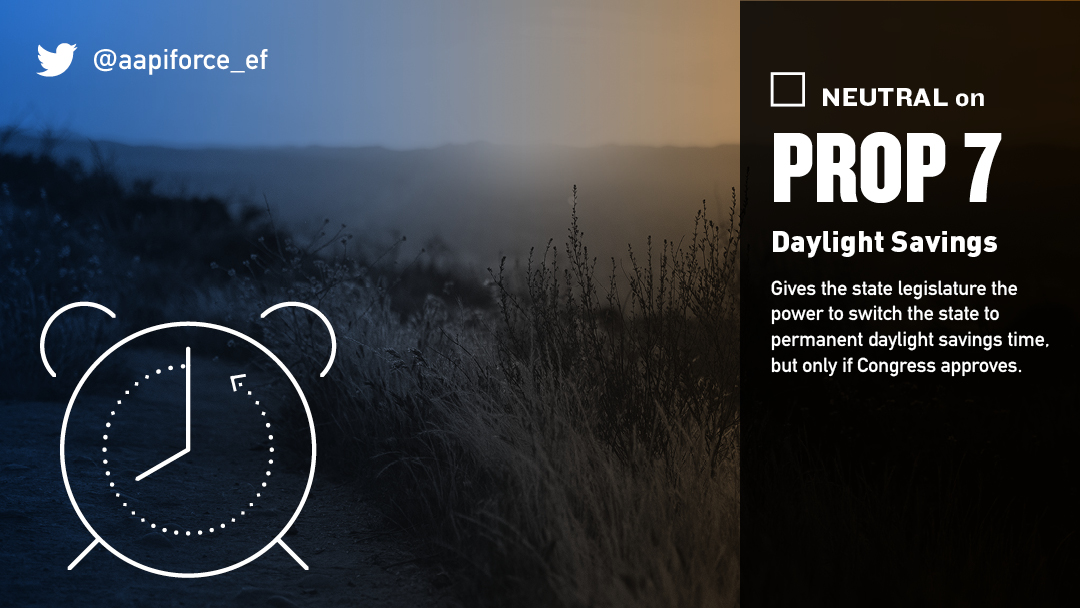 @aapiforce_ef
NEUTRAL on
PROP 7
Daylight Savings
Gives the state legislature the
power to switch the state to
permanent daylight savings time,
but only if Congress approves.